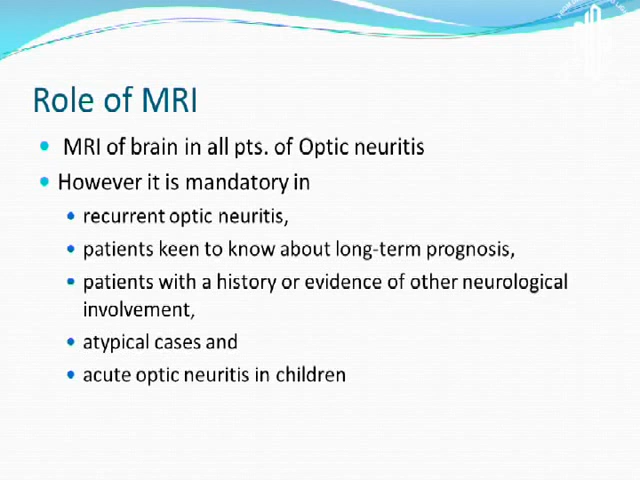 Role of MRI
MRI of brain in all pts. of Optic neuritis
However it is mandatory in
recurrent optic neuritis,
patients keen to know about long-term prognosis,
patients with a history or evidence of other neurological
involvement,
atypical cases and
acute optic neuritis in children